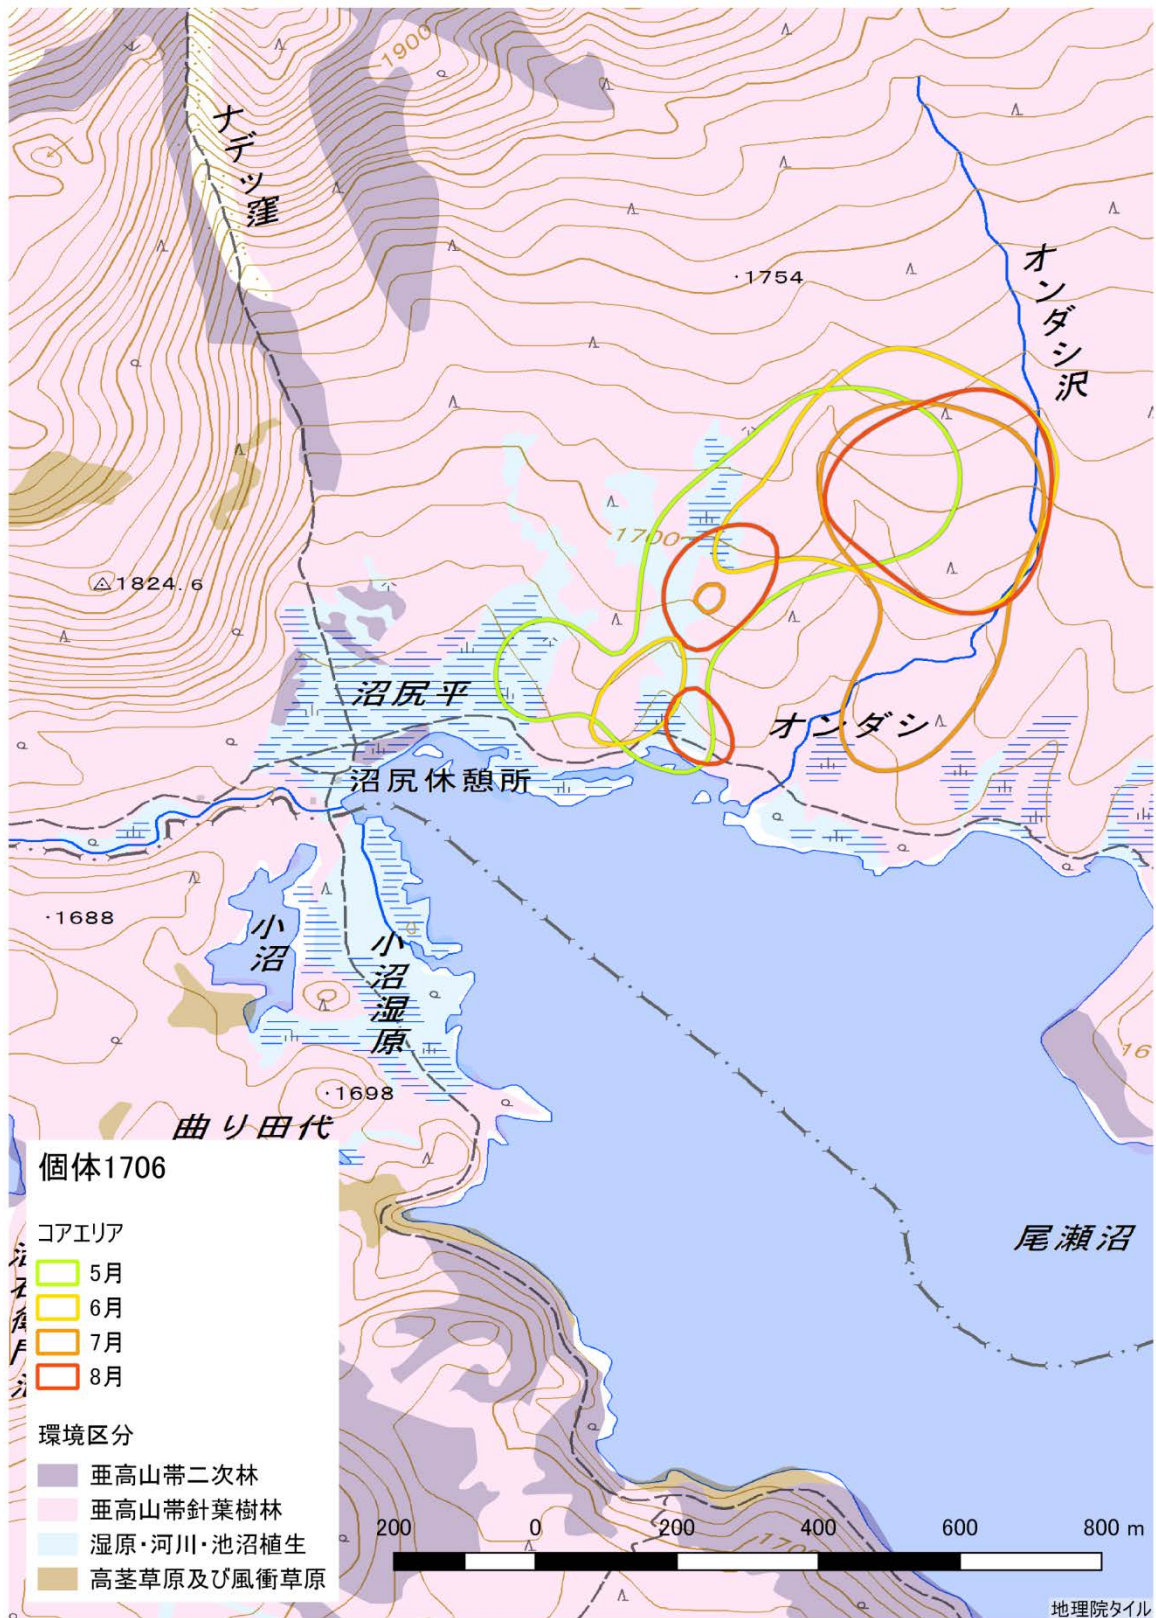 1900
ナデッ窪
・1754
オンダシ沢
1700
1824.6
沼尻平
オンダシ
沼尻休憩所
・1688
小沼
小沼湿原
16
・1698
曲り田代
尾瀬沼
個体1706
コアエリア
5月
6月
7月
8月
環境区分
亜高山帯二次林
亜高山帯針葉樹林
湿原・河川・池沼植生
高茎草原及び風衝草原
1700
200 0 200 400 600 800 m
地理院タイル